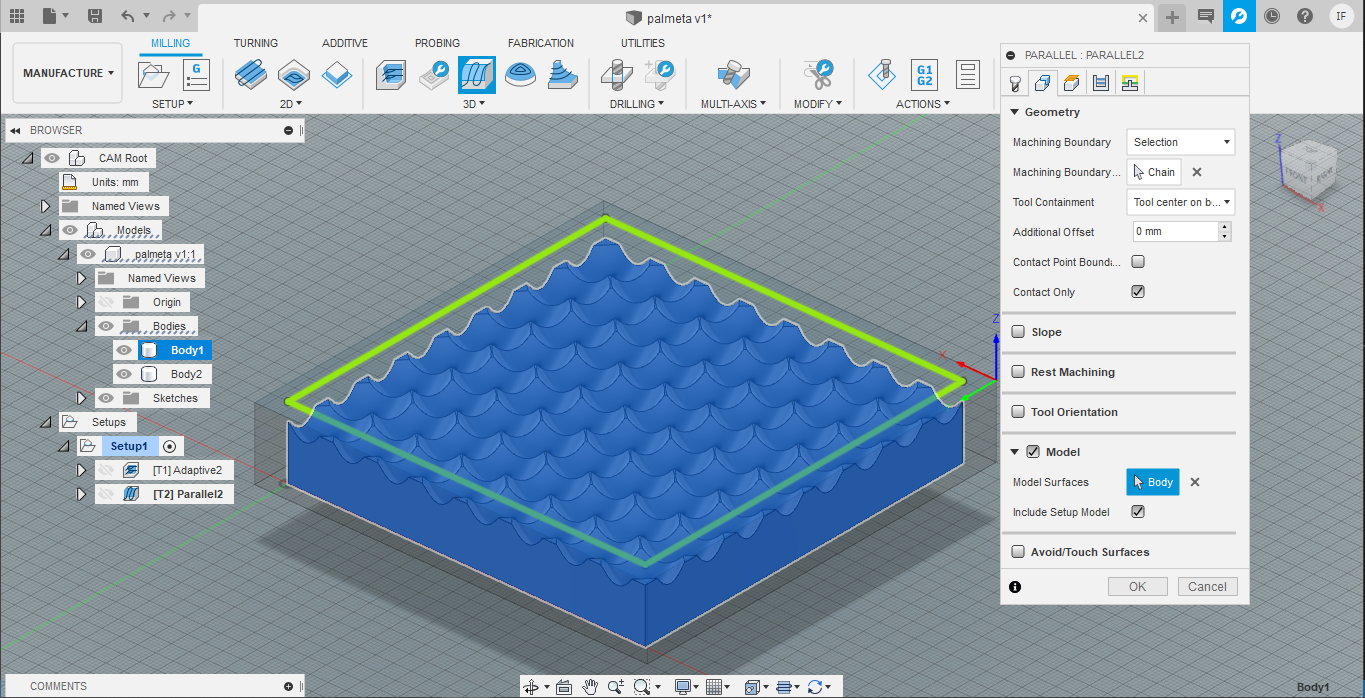 palmeta v1*
IF
MANUFACTURE
MILLING
TURNING
ADDITIVE
PROBING
FABRICATION
UTILITIES
G
G1
G2
SETUP
2D
3D
DRILLING
MULTI-AXIS
MODIFY
ACTIONS
BROWSER
CAM Root
Units: mm
Named Views
Models
palmeta v1:1
Named Views
Origin
Bodies
Body1
Body2
Sketches
Setups
Setup1
[T1] Adaptive2
[T2] Parallel2
Z
X
Z
FRONT
X
PARALLEL : PARALLEL2
Geometry
Machining Boundary
Selection
Machining Boundary...
Chain
Tool Containment
Tool center on b...
Additional Offset
0 mm
Contact Point Bounda...
Contact Only
Slope
Rest Machining
Tool Orientation
Model
Model Surfaces
Body
Include Setup Model
Avoid/Touch Surfaces
OK
Cancel
COMMENTS
Body1